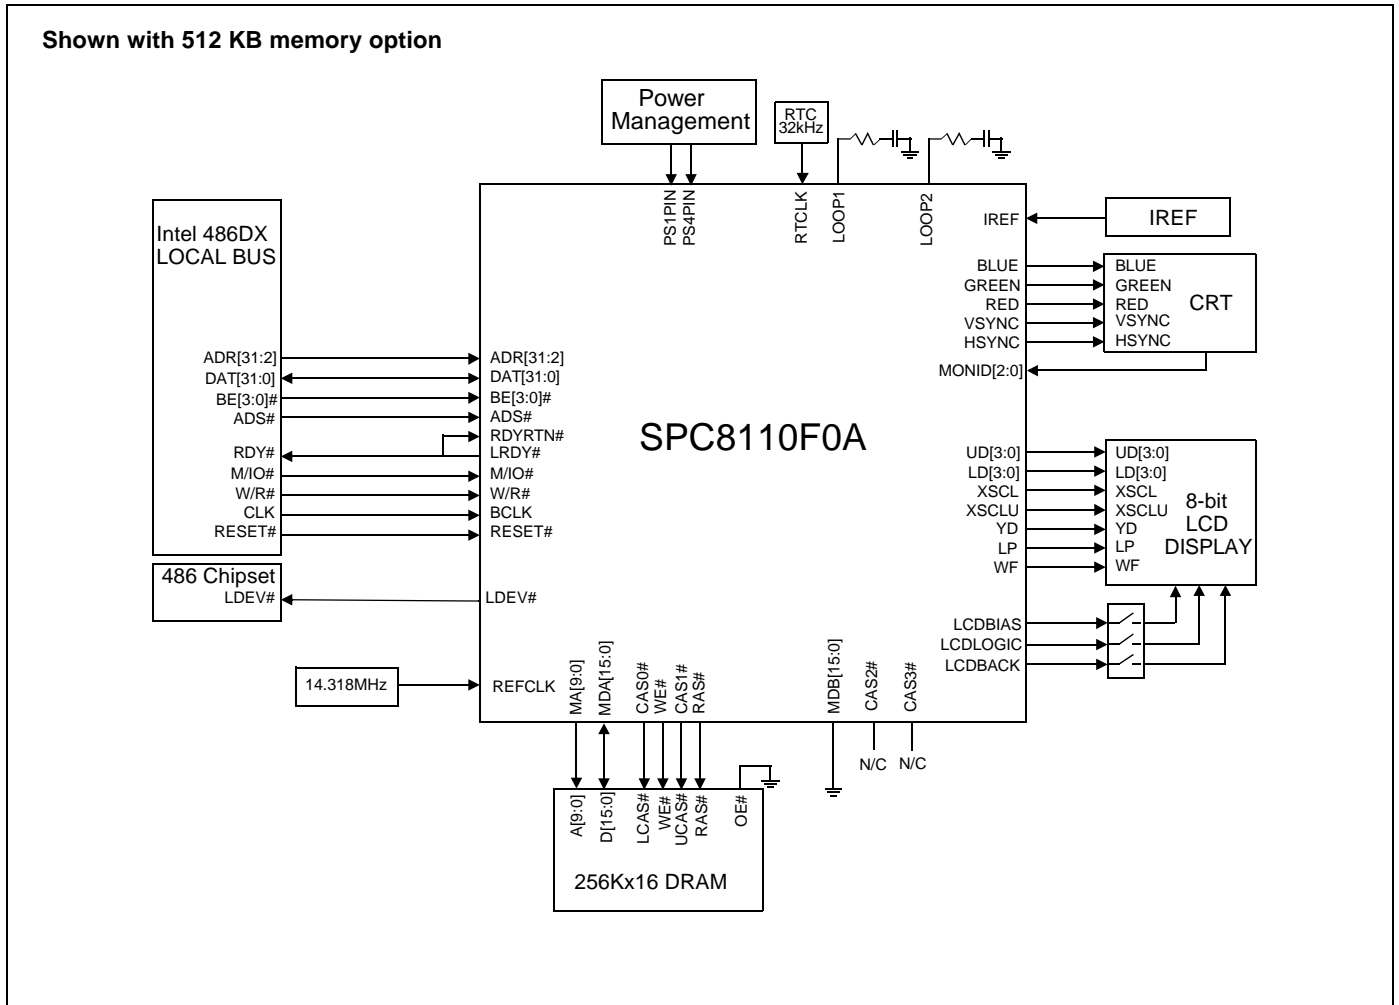 Shown with 512 KB memory option
Power
Management
RTC
32kHz
PS1PIN
PS4PIN
RTCLK
LOOP1
LOOP2
Intel 486DX
LOCAL BUS
ADR[31:2]
DAT[31:0]
BE[3:0]#
ADS#
RDY#
M/IO#
W/R#
CLK
RESET#
486 Chipset
LDEV#
14.318MHz
ADR[31:2]
DAT[31:0]
BE[3:0]#
ADS#
RDYRTN#
LRDY#
M/IO#
W/R#
BCLK
RESET#
LDEV#
REFCLK
SPC8110F0A
IREF
BLUE
GREEN
RED
VSYNC
HSYNC
MONID[2:0]
UD[3:0]
LD[3:0]
XSCL
XSCLU
YD
LP
WF
LCDBIAS
LCDLOGIC
LCDBACK
IREF
BLUE
GREEN
RED
VSYNC
HSYNC
CRT
UD[3:0]
LD[3:0]
XSCL
XSCLU
YD
LP
WF
8-bit
LCD
DISPLAY
MA[9:0]
MDA[15:0]
CAS0#
WE#
CAS1#
RAS#
MDB[15:0]
CAS2#
CAS3#
N/C
N/C
A[9:0]
D[15:0]
LCAS#
WE#
UCAS#
RAS#
OE#
256Kx16 DRAM